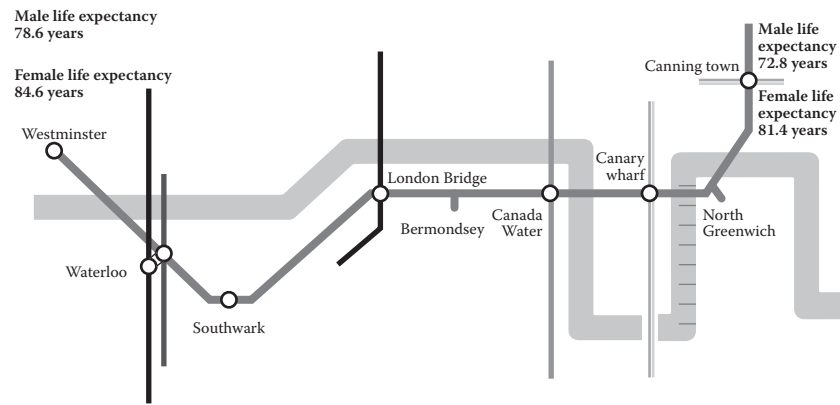 Male life expectancy
78.6 years
Female life expectancy
84.6 years
Westminster
Waterloo
Southwark
London Bridge
Bermondsey
Canada
Water
Canary
wharf
North
Greenwich
Canning town
Male life
expectancy
72.8 years
Female life
expectancy
81.4 years